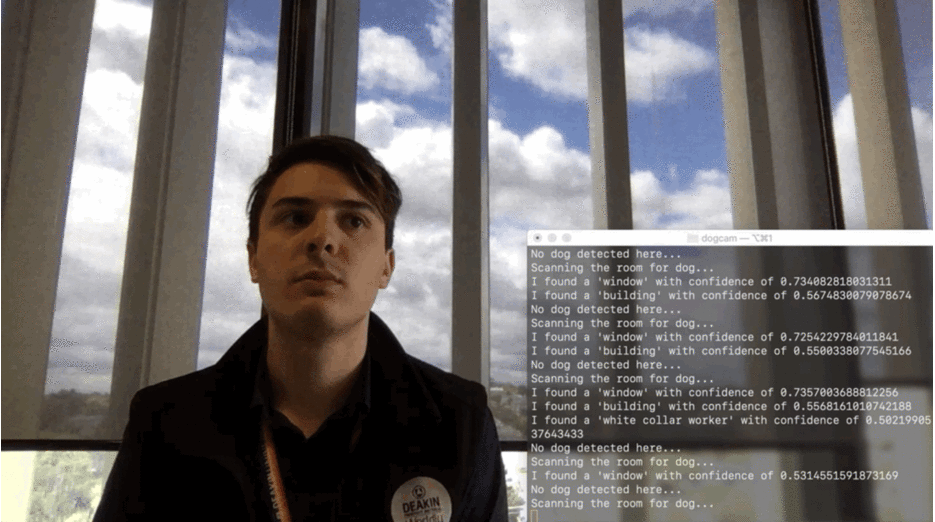 dogcam — ⌥⌘1
No dog detected here...
Scanning the room for dog...
I found a 'window' with confidence of 0.734082818031311
I found a 'building' with confidence of 0.5674830079078674
No dog detected here...
Scanning the room for dog...
I found a 'window' with confidence of 0.7254229784011841
I found a 'building' with confidence of 0.5500338077545166
No dog detected here...
Scanning the room for dog...
I found a 'window' with confidence of 0.7357003688812256
I found a 'building' with confidence of 0.5568161010742188
I found a 'white collar worker' with confidence of 0.50219905
37643433
No dog detected here...
Scanning the room for dog...
I found a 'window' with confidence of 0.5314551591873169
No dog detected here...
Scanning the room for dog...
DEAKIN